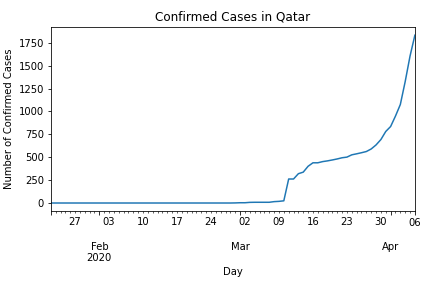 Confirmed Cases in Qatar
Number of Confirmed Cases
1750
1500
1250
1000
750
500
250
0
27 03 10 17 24 02 09 16 23 30 06
Feb Mar Apr
2020
Day